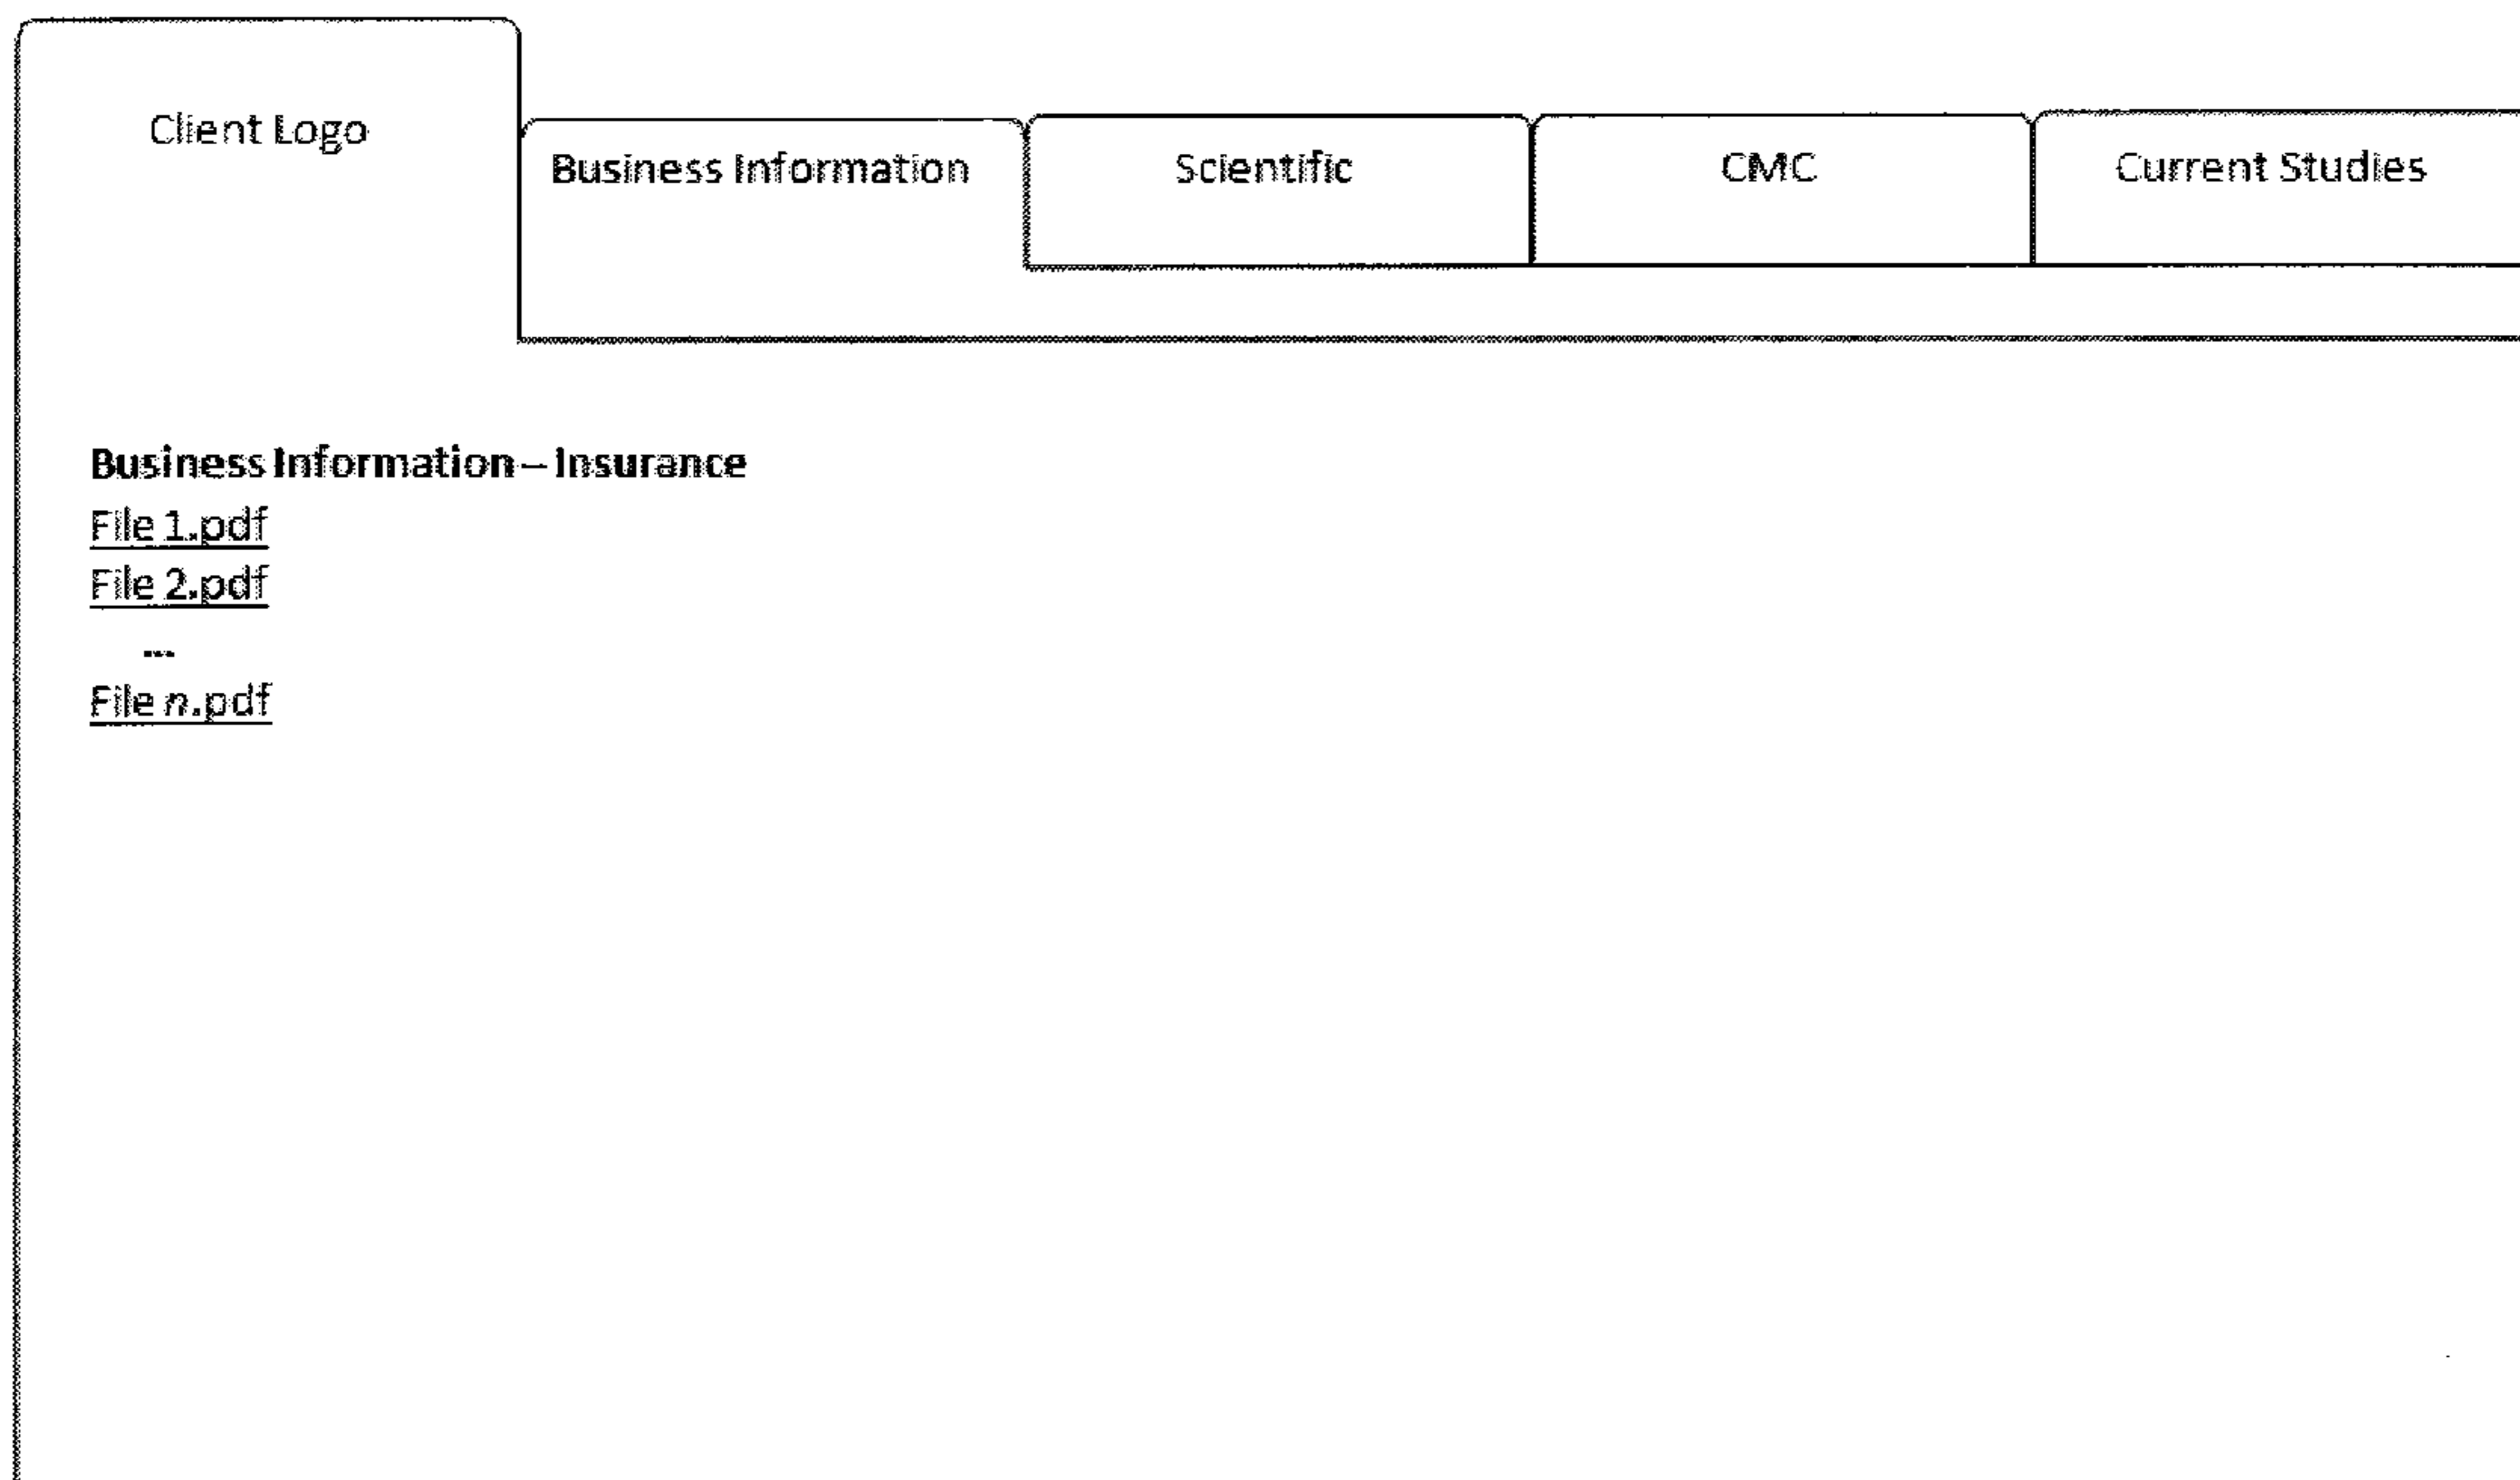 Client Logo
Business Information
Scientific
CMC
Current Studies
Business Information – Insurance
File 1.pdf
File 2.pdf
...
File n.pdf